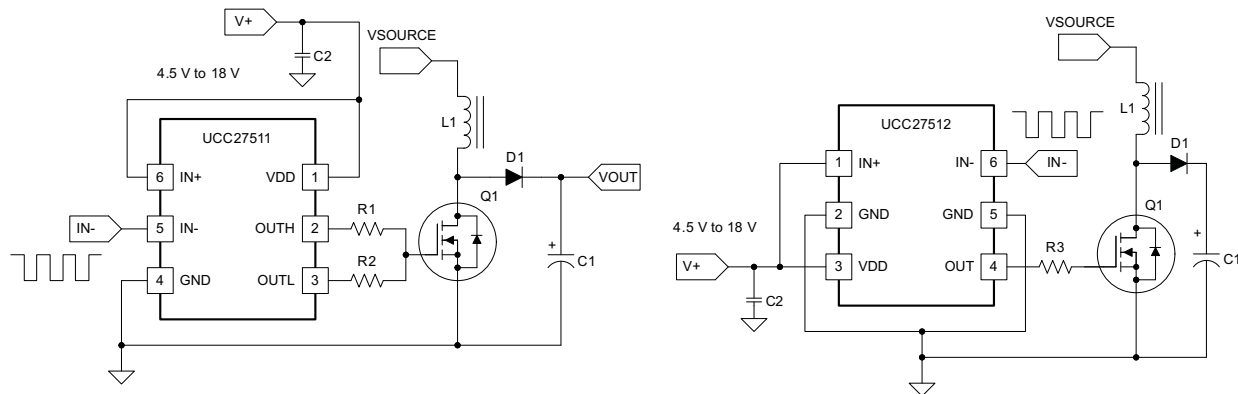 V+
VSOURCE
C2
4.5 V to 18 V
L1
UCC27511
D1
6 IN+ VDD 1
VOUT
Q1
IN- 5 IN- OUTH 2 R1
R2
4 GND OUTL 3
+
C1
VSOURCE
L1
UCC27512
D1
1 IN+ IN- 6 IN-
Q1
2 GND GND 5
4.5 V to 18 V
+
R3
V+ 3 VDD OUT 4
C1
C2